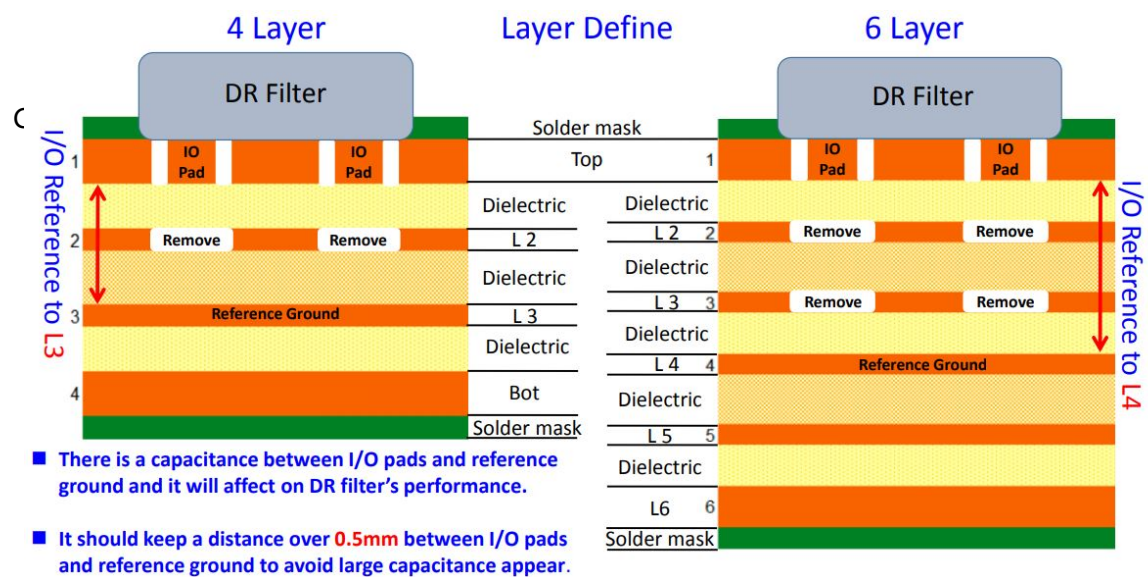 4 Layer
Layer Define
6 Layer
DR Filter
DR Filter
C
I/O Reference to L3
I/O Reference to L4
Solder mask
1
IO
Pad
IO
Pad
Top
1
IO
Pad
IO
Pad
Dielectric
Dielectric
2
Remove
Remove
L 2
L 2
2
Remove
Remove
Dielectric
Dielectric
3
Reference Ground
L 3
L 3
3
Remove
Remove
Dielectric
Dielectric
L 4
4
Reference Ground
4
Bot
Dielectric
Solder mask
L 5
5
Dielectric
L6
6
Solder mask
There is a capacitance between I/O pads and reference
ground and it will affect on DR filter's performance.
It should keep a distance over 0.5mm between I/O pads
and reference ground to avoid large capacitance appear.